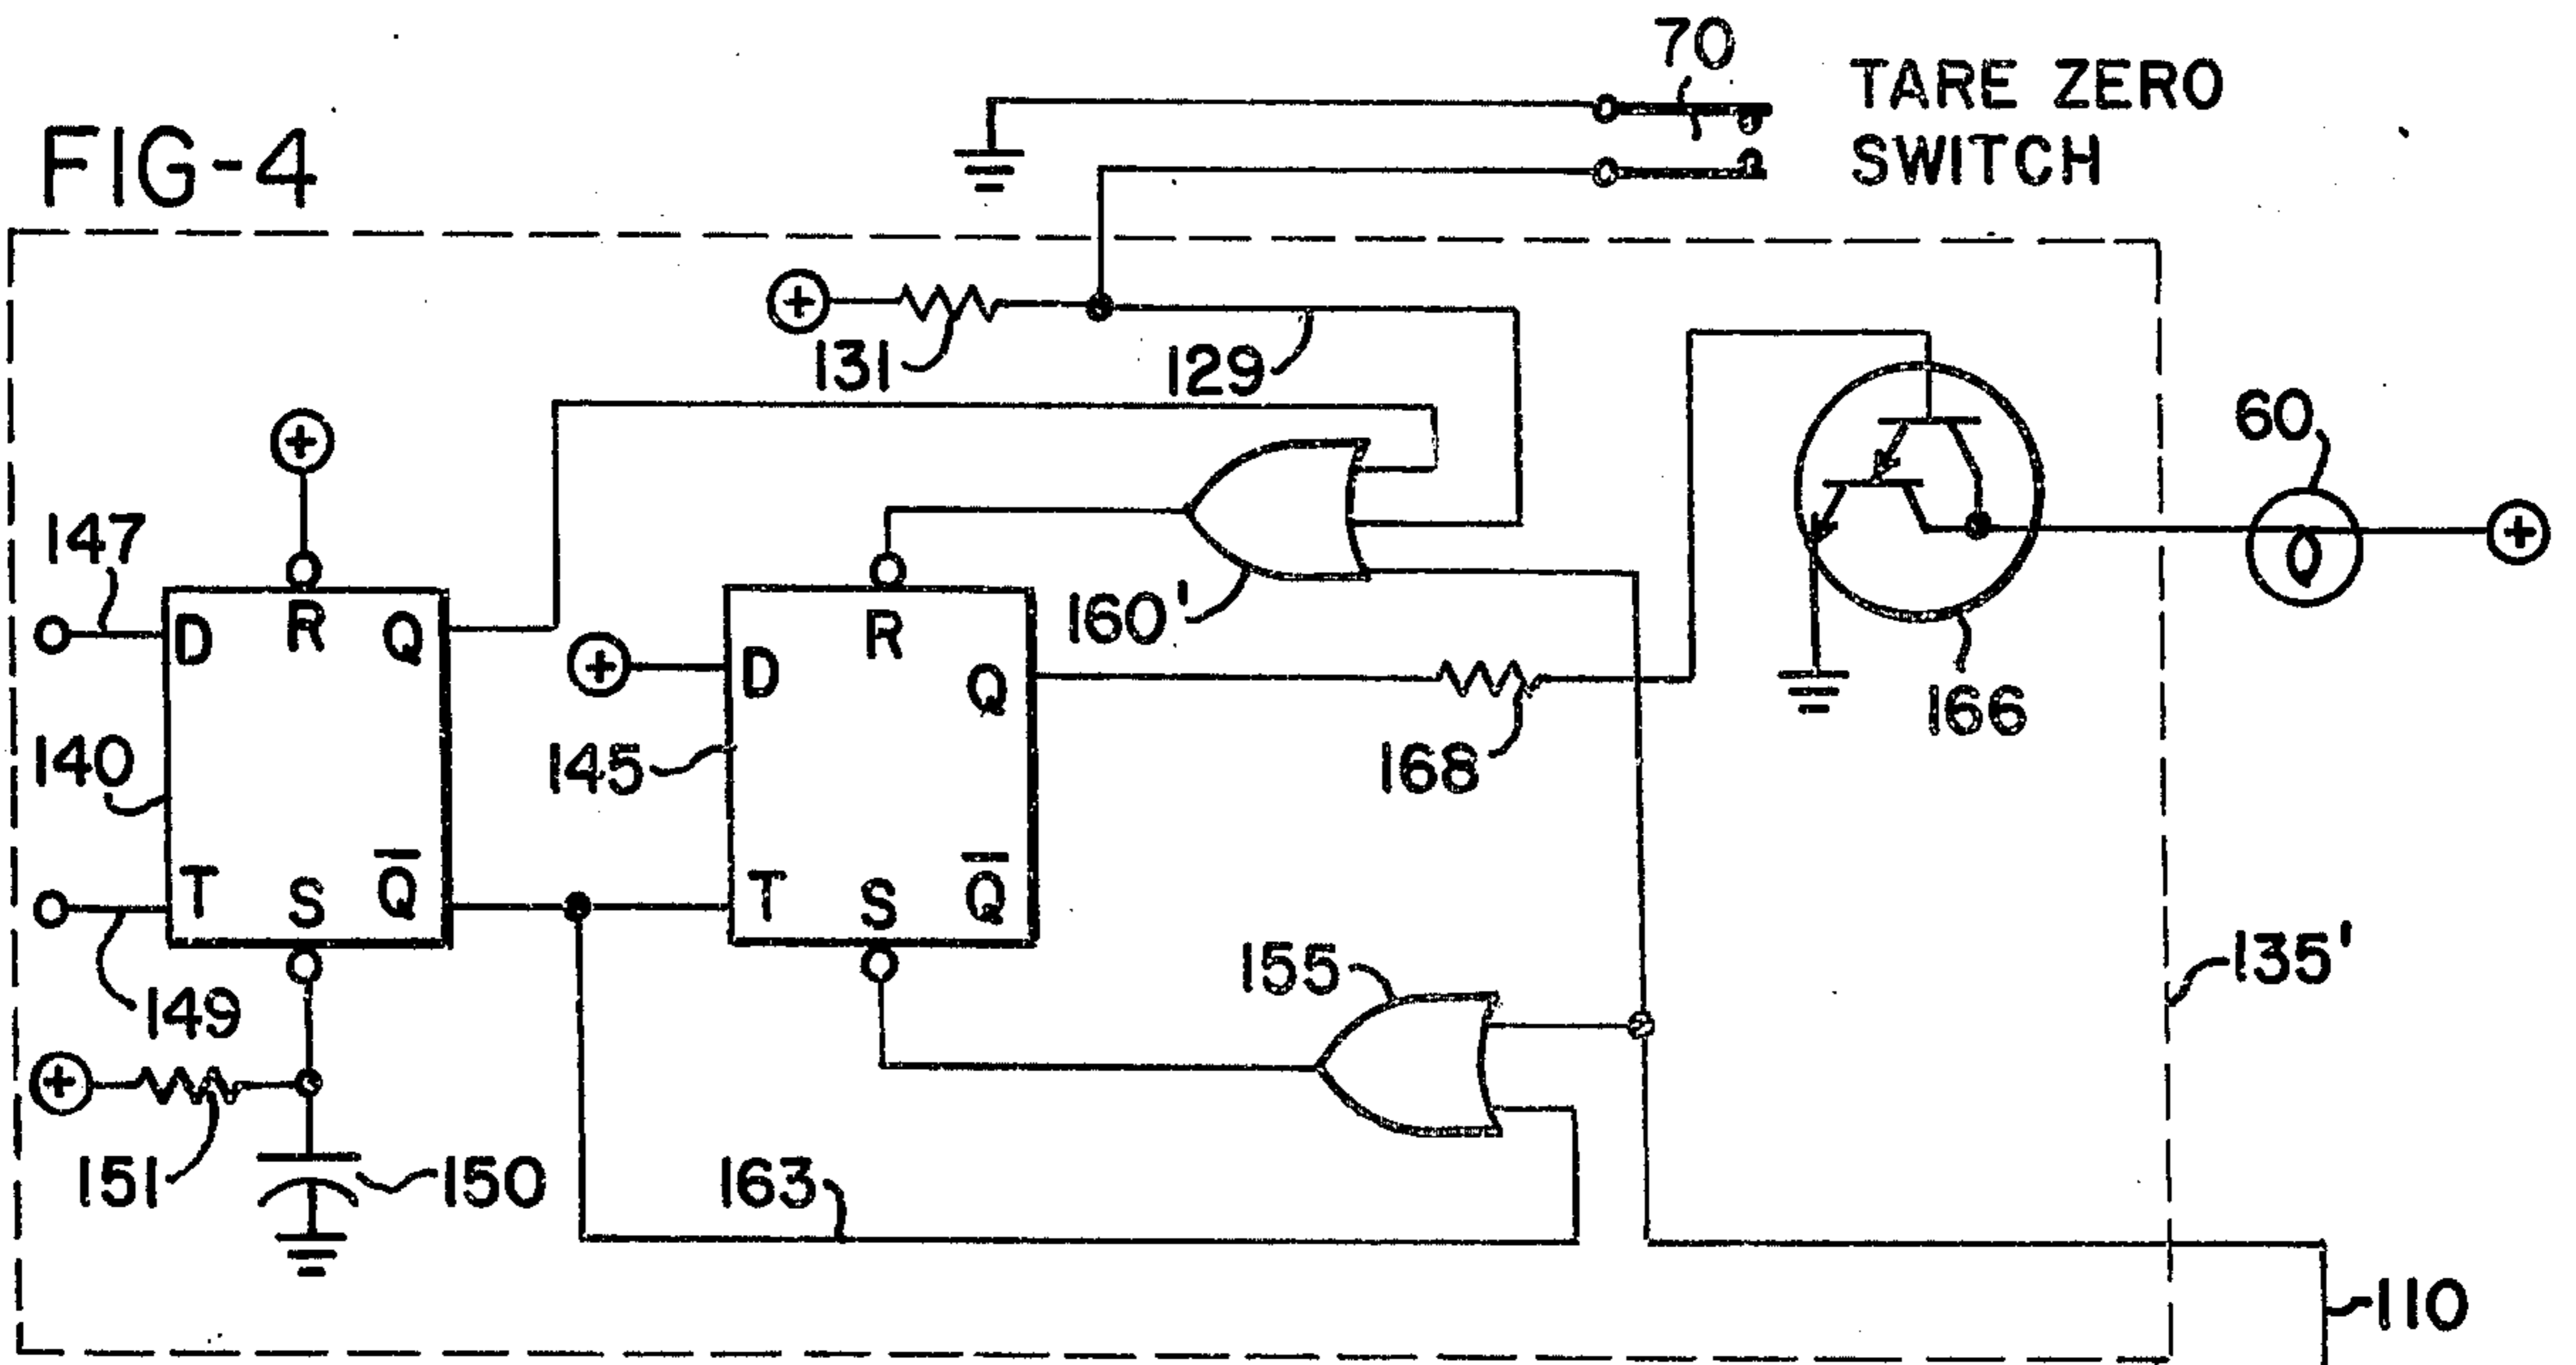 70
TARE ZERO
SWITCH
FIG-4
131
129
60
147
D
R
Q
160'
D
R
Q
140
145
168
166
T
S
Q̅
T
S
Q̅
155
135'
149
151
150
163
110